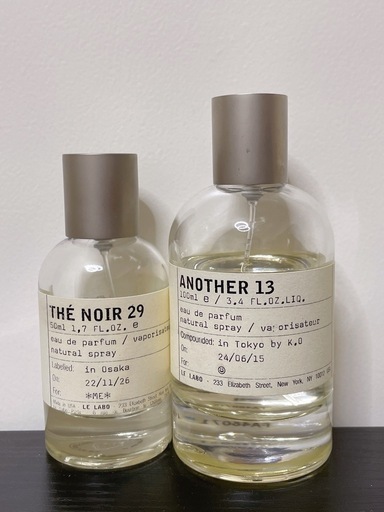 THÉ NOIR 29
50ml 1,7 FL.OZ. e
eau de parfum / vaporisate
natural spray
Labelled: in Osaka
On: 22/11/26
For: *ME*
LE LABO
ANOTHER 13
100ml e / 3.4 FL.OZ.LIQ.
eau de parfum
natural spray / vaporisateur
Compounded: in Tokyo by K,O
On: 24/06/15
For: ☺
LE LABO - 233 Elizabeth Street, New York, NY 100